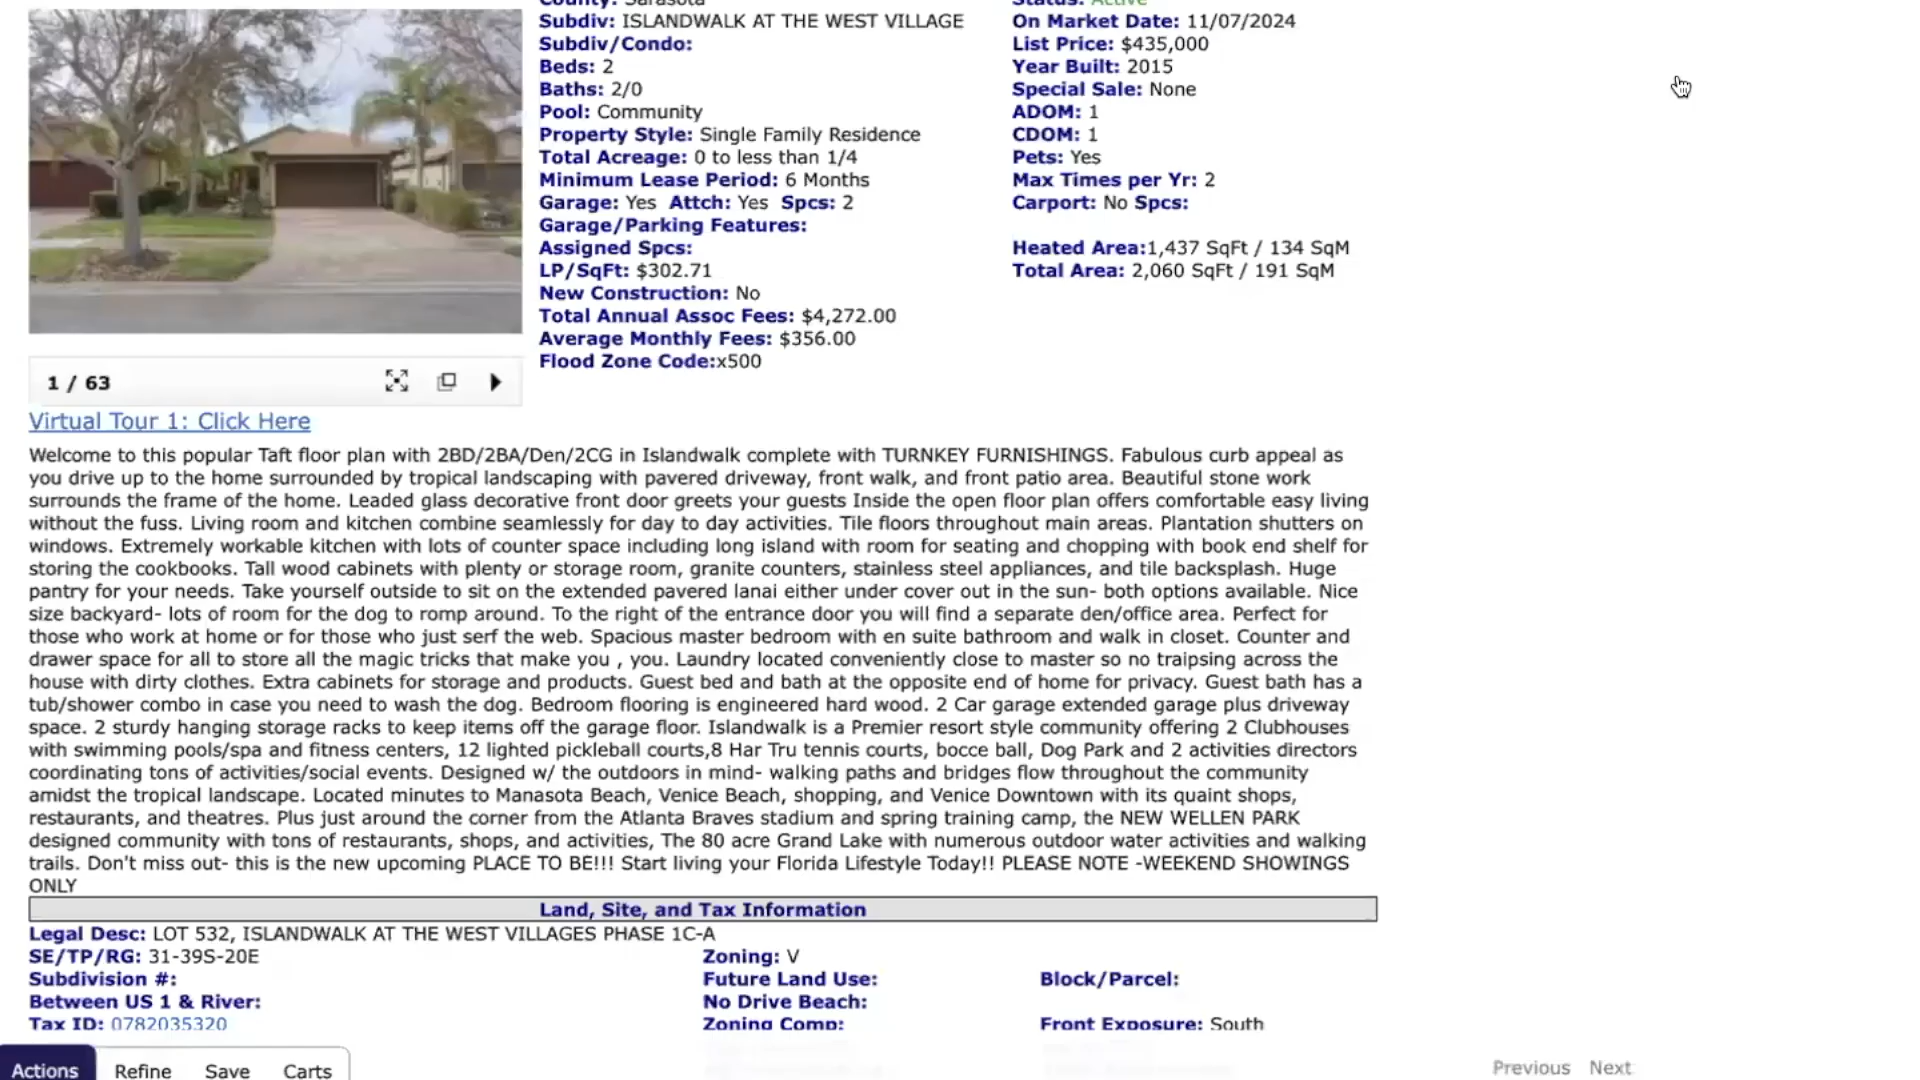 County: Sarasota
Status: Active
Subdiv: ISLANDWALK AT THE WEST VILLAGE
On Market Date: 11/07/2024
Subdiv/Condo:
List Price: $435,000
Beds: 2
Year Built: 2015
Baths: 2/0
Special Sale: None
Pool: Community
ADOM: 1
Property Style: Single Family Residence
CDOM: 1
Total Acreage: 0 to less than 1/4
Pets: Yes
Minimum Lease Period: 6 Months
Max Times per Yr: 2
Garage: Yes Attch: Yes Spcs: 2
Carport: No Spcs:
Garage/Parking Features:
Assigned Spcs:
Heated Area:1,437 SqFt / 134 SqM
LP/SqFt: $302.71
Total Area: 2,060 SqFt / 191 SqM
New Construction: No
Total Annual Assoc Fees: $4,272.00
Average Monthly Fees: $356.00
Flood Zone Code:x500
1 / 63
Virtual Tour 1: Click Here
Welcome to this popular Taft floor plan with 2BD/2BA/Den/2CG in Islandwalk complete with TURNKEY FURNISHINGS. Fabulous curb appeal as
you drive up to the home surrounded by tropical landscaping with pavered driveway, front walk, and front patio area. Beautiful stone work
surrounds the frame of the home. Leaded glass decorative front door greets your guests Inside the open floor plan offers comfortable easy living
without the fuss. Living room and kitchen combine seamlessly for day to day activities. Tile floors throughout main areas. Plantation shutters on
windows. Extremely workable kitchen with lots of counter space including long island with room for seating and chopping with book end shelf for
storing the cookbooks. Tall wood cabinets with plenty or storage room, granite counters, stainless steel appliances, and tile backsplash. Huge
pantry for your needs. Take yourself outside to sit on the extended pavered lanai either under cover out in the sun- both options available. Nice
size backyard- lots of room for the dog to romp around. To the right of the entrance door you will find a separate den/office area. Perfect for
those who work at home or for those who just serf the web. Spacious master bedroom with en suite bathroom and walk in closet. Counter and
drawer space for all to store all the magic tricks that make you , you. Laundry located conveniently close to master so no traipsing across the
house with dirty clothes. Extra cabinets for storage and products. Guest bed and bath at the opposite end of home for privacy. Guest bath has a
tub/shower combo in case you need to wash the dog. Bedroom flooring is engineered hard wood. 2 Car garage extended garage plus driveway
space. 2 sturdy hanging storage racks to keep items off the garage floor. Islandwalk is a Premier resort style community offering 2 Clubhouses
with swimming pools/spa and fitness centers, 12 lighted pickleball courts,8 Har Tru tennis courts, bocce ball, Dog Park and 2 activities directors
coordinating tons of activities/social events. Designed w/ the outdoors in mind- walking paths and bridges flow throughout the community
amidst the tropical landscape. Located minutes to Manasota Beach, Venice Beach, shopping, and Venice Downtown with its quaint shops,
restaurants, and theatres. Plus just around the corner from the Atlanta Braves stadium and spring training camp, the NEW WELLEN PARK
designed community with tons of restaurants, shops, and activities, The 80 acre Grand Lake with numerous outdoor water activities and walking
trails. Don't miss out- this is the new upcoming PLACE TO BE!!! Start living your Florida Lifestyle Today!! PLEASE NOTE -WEEKEND SHOWINGS
ONLY
Land, Site, and Tax Information
Legal Desc: LOT 532, ISLANDWALK AT THE WEST VILLAGES PHASE 1C-A
SE/TP/RG: 31-39S-20E
Zoning: V
Subdivision #:
Future Land Use:
Block/Parcel:
Between US 1 & River:
No Drive Beach:
Tax ID: 0782035320
Zoning Comp:
Front Exposure: South
Actions
Refine
Save
Carts
Previous
Next